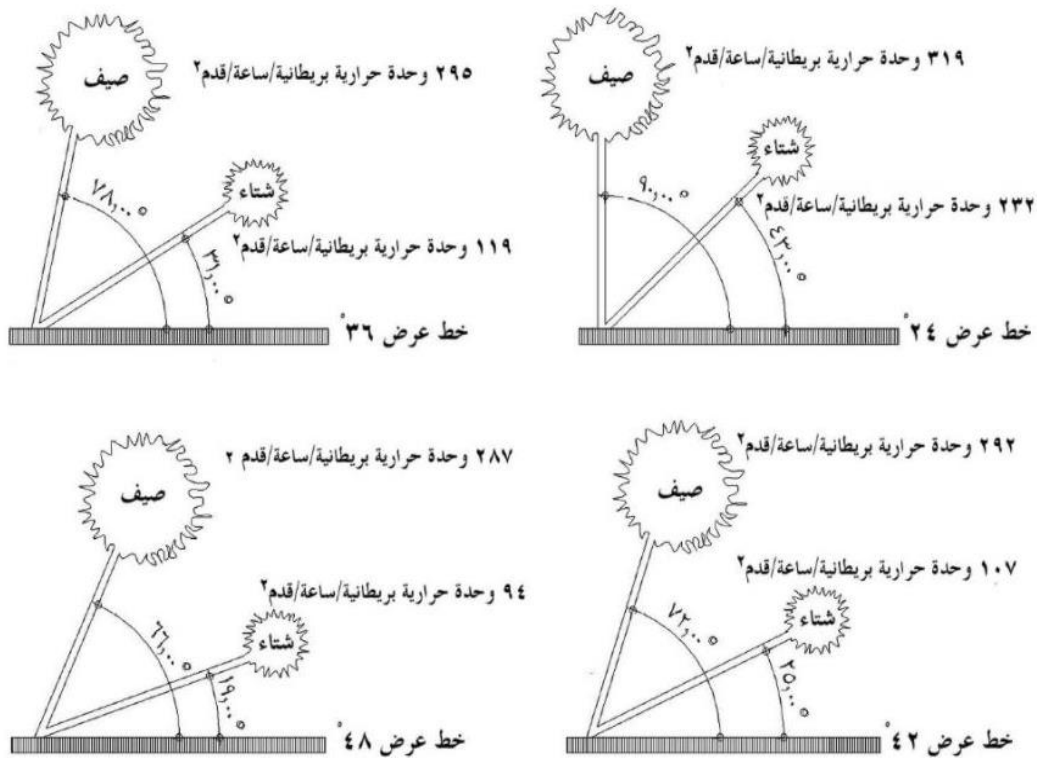 ٣١٩ وحدة حرارية بريطانية/ساعة/قدم٢
صيف
شتاء
٩٠,٠٠°
٢٣٢ وحدة حرارية بريطانية/ساعة/قدم٢
٤٣,٠٠°
خط عرض ٢٤°
٢٩٥ وحدة حرارية بريطانية/ساعة/قدم٢
صيف
شتاء
٧٨,٠٠°
١١٩ وحدة حرارية بريطانية/ساعة/قدم٢
٣١,٠٠°
خط عرض ٣٦°
٢٩٢ وحدة حرارية بريطانية/ساعة/قدم٢
صيف
١٠٧ وحدة حرارية بريطانية/ساعة/قدم٢
شتاء
٧٢,٠٠°
٢٥,٠٠°
خط عرض ٤٢°
٢٨٧ وحدة حرارية بريطانية/ساعة/قدم ٢
صيف
٩٤ وحدة حرارية بريطانية/ساعة/قدم٢
شتاء
٦٦,٠٠°
١٩,٠٠°
خط عرض ٤٨°